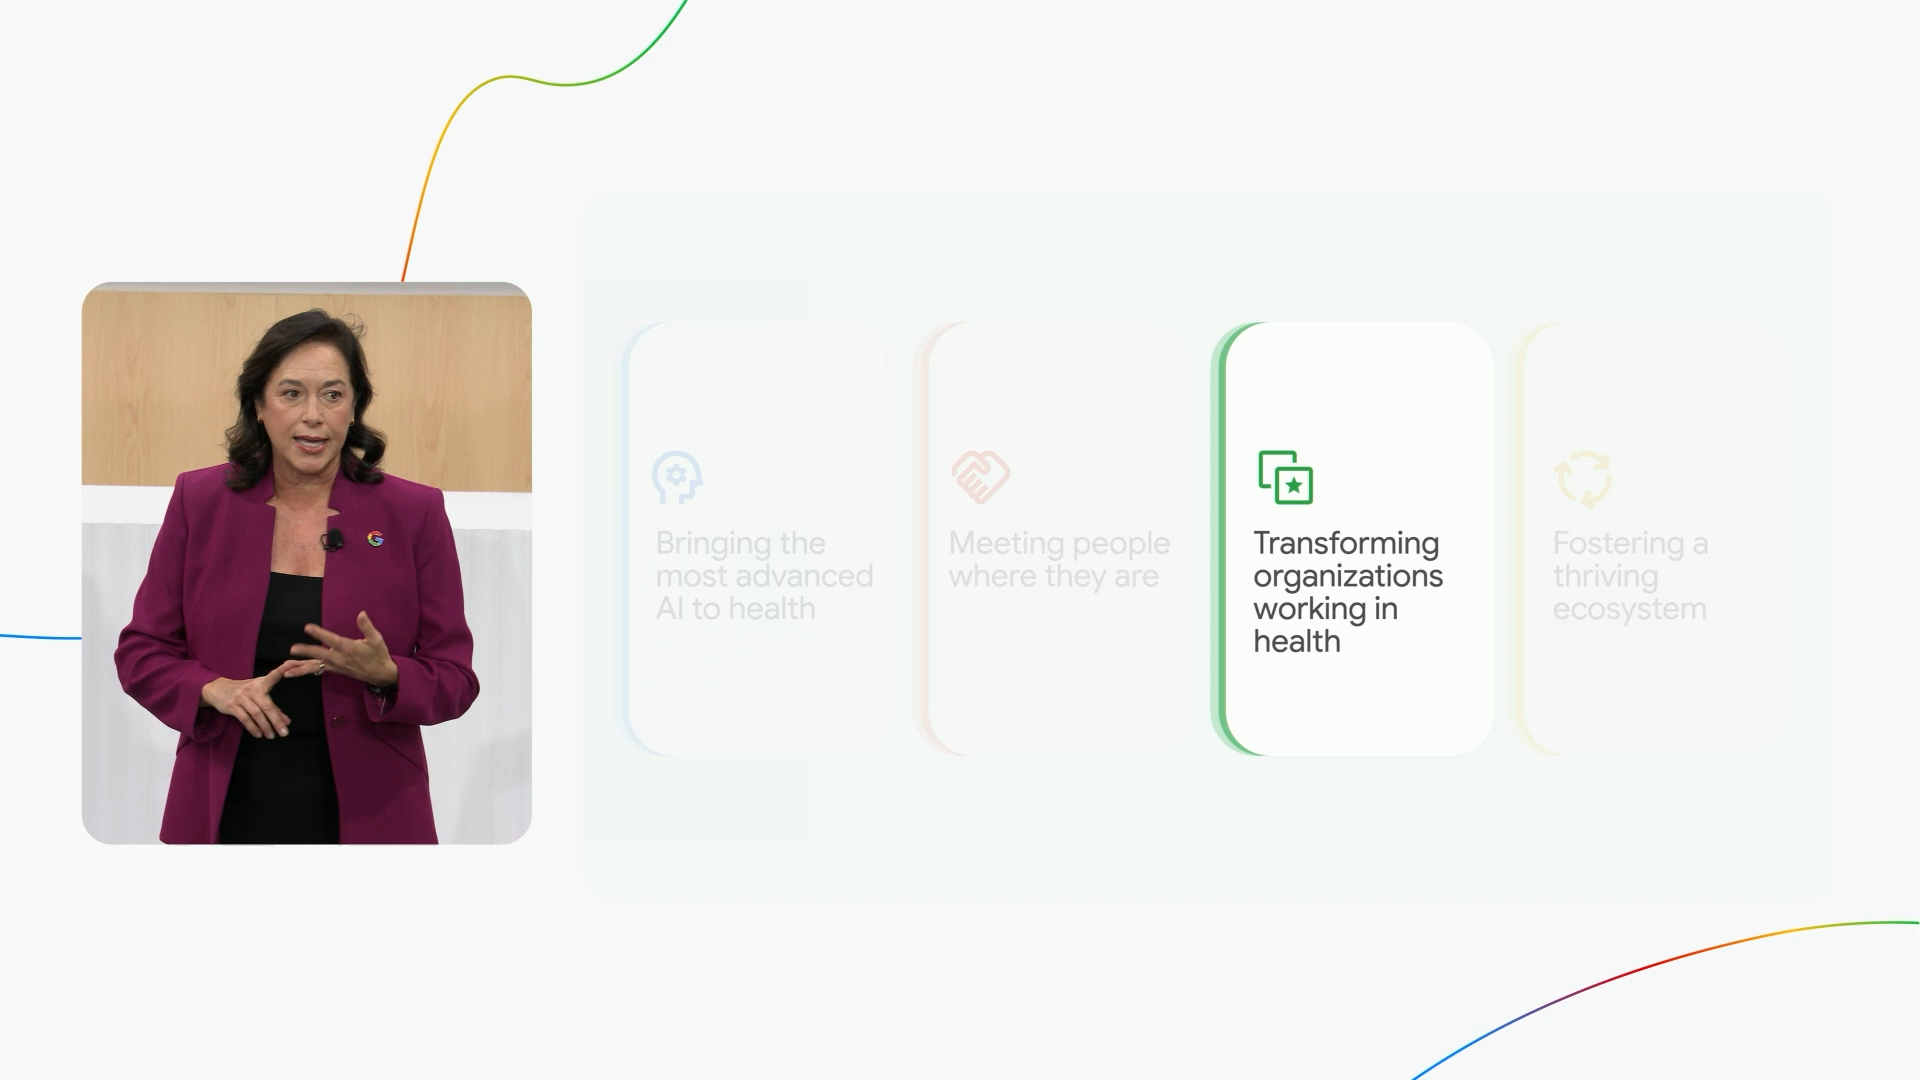 Bringing the
most advanced
AI to health
Meeting people
where they are
Transforming
organizations
working in
health
Fostering a
thriving
ecosystem